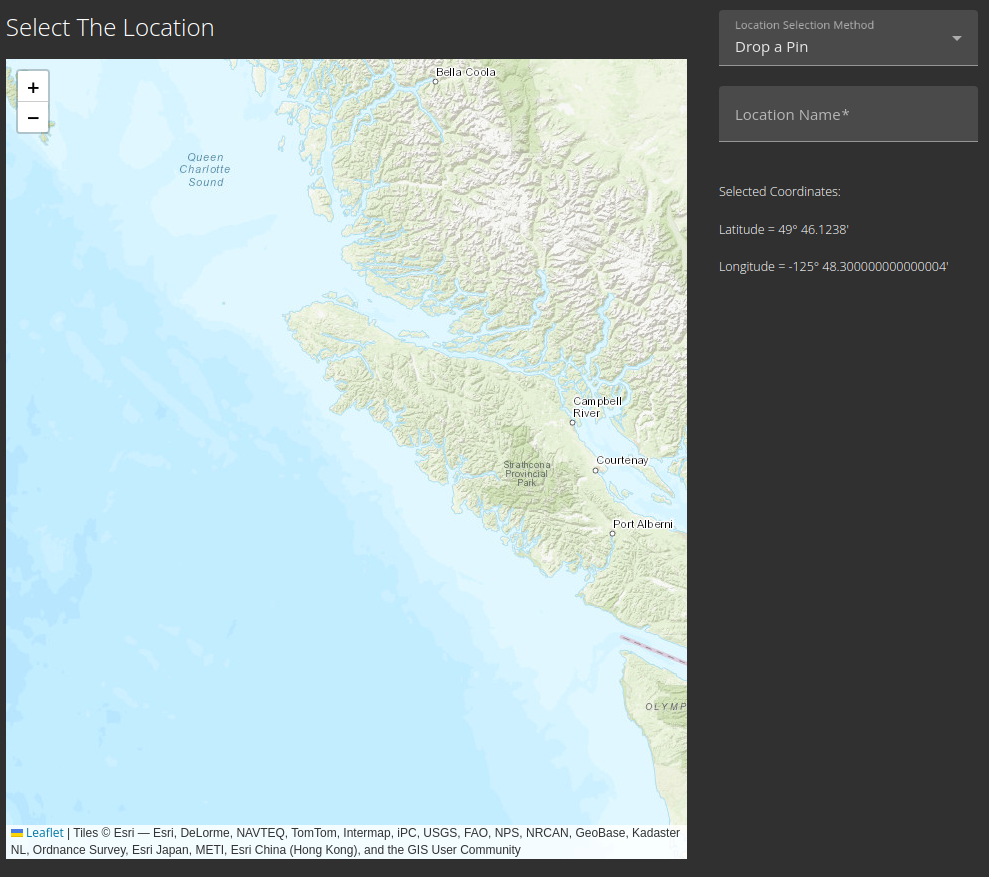 Select The Location
Location Selection Method
Drop a Pin
Location Name*
Selected Coordinates:
Latitude = 49° 46.1238'
Longitude = -125° 48.300000000000004'
+
−
Bella Coola
Queen
Charlotte
Sound
Campbell
River
Courtenay
Strathcona
Provincial
Park
Port Alberni
OLYMP
Leaflet | Tiles © Esri — Esri, DeLorme, NAVTEQ, TomTom, Intermap, iPC, USGS, FAO, NPS, NRCAN, GeoBase, Kadaster
NL, Ordnance Survey, Esri Japan, METI, Esri China (Hong Kong), and the GIS User Community